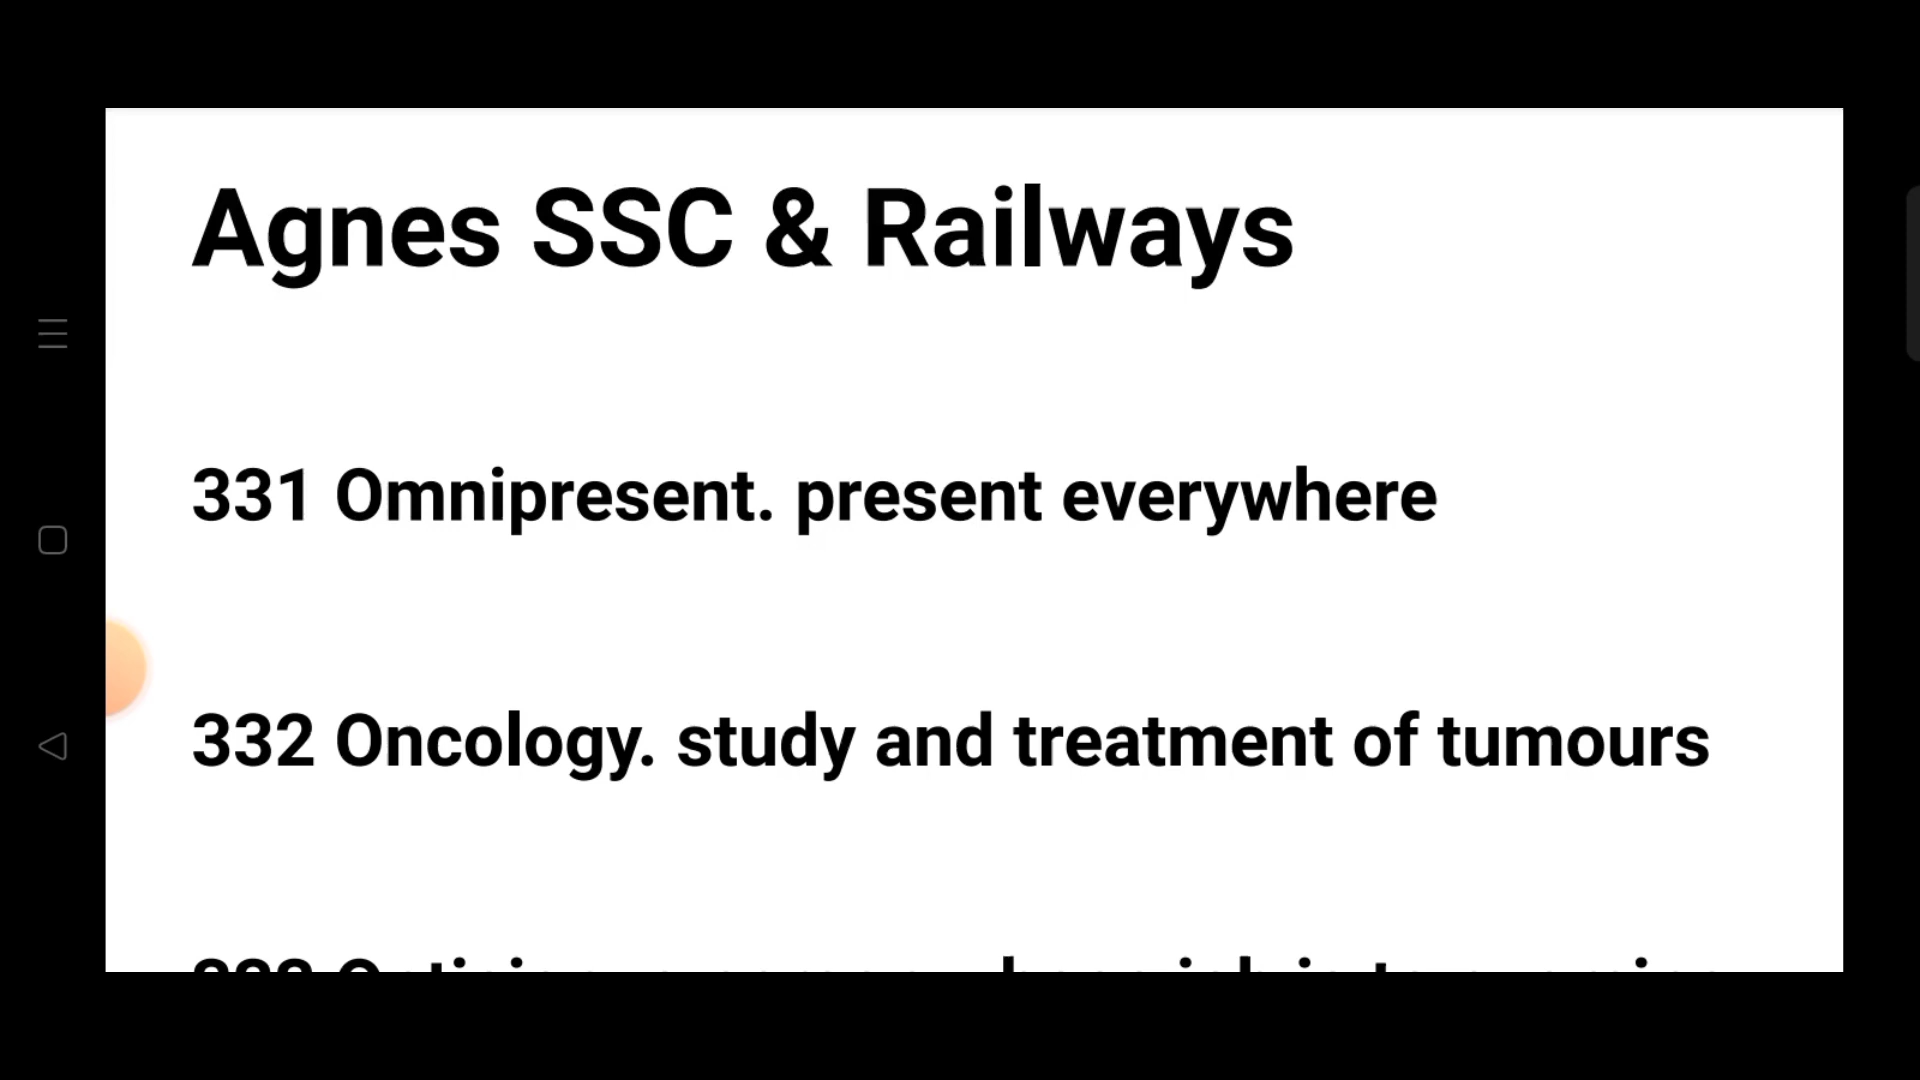 Agnes SSC & Railways
331 Omnipresent. present everywhere
332 Oncology. study and treatment of tumours